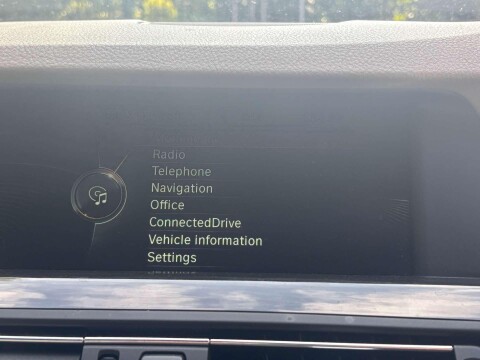 Radio
Telephone
Navigation
Office
ConnectedDrive
Vehicle information
Settings